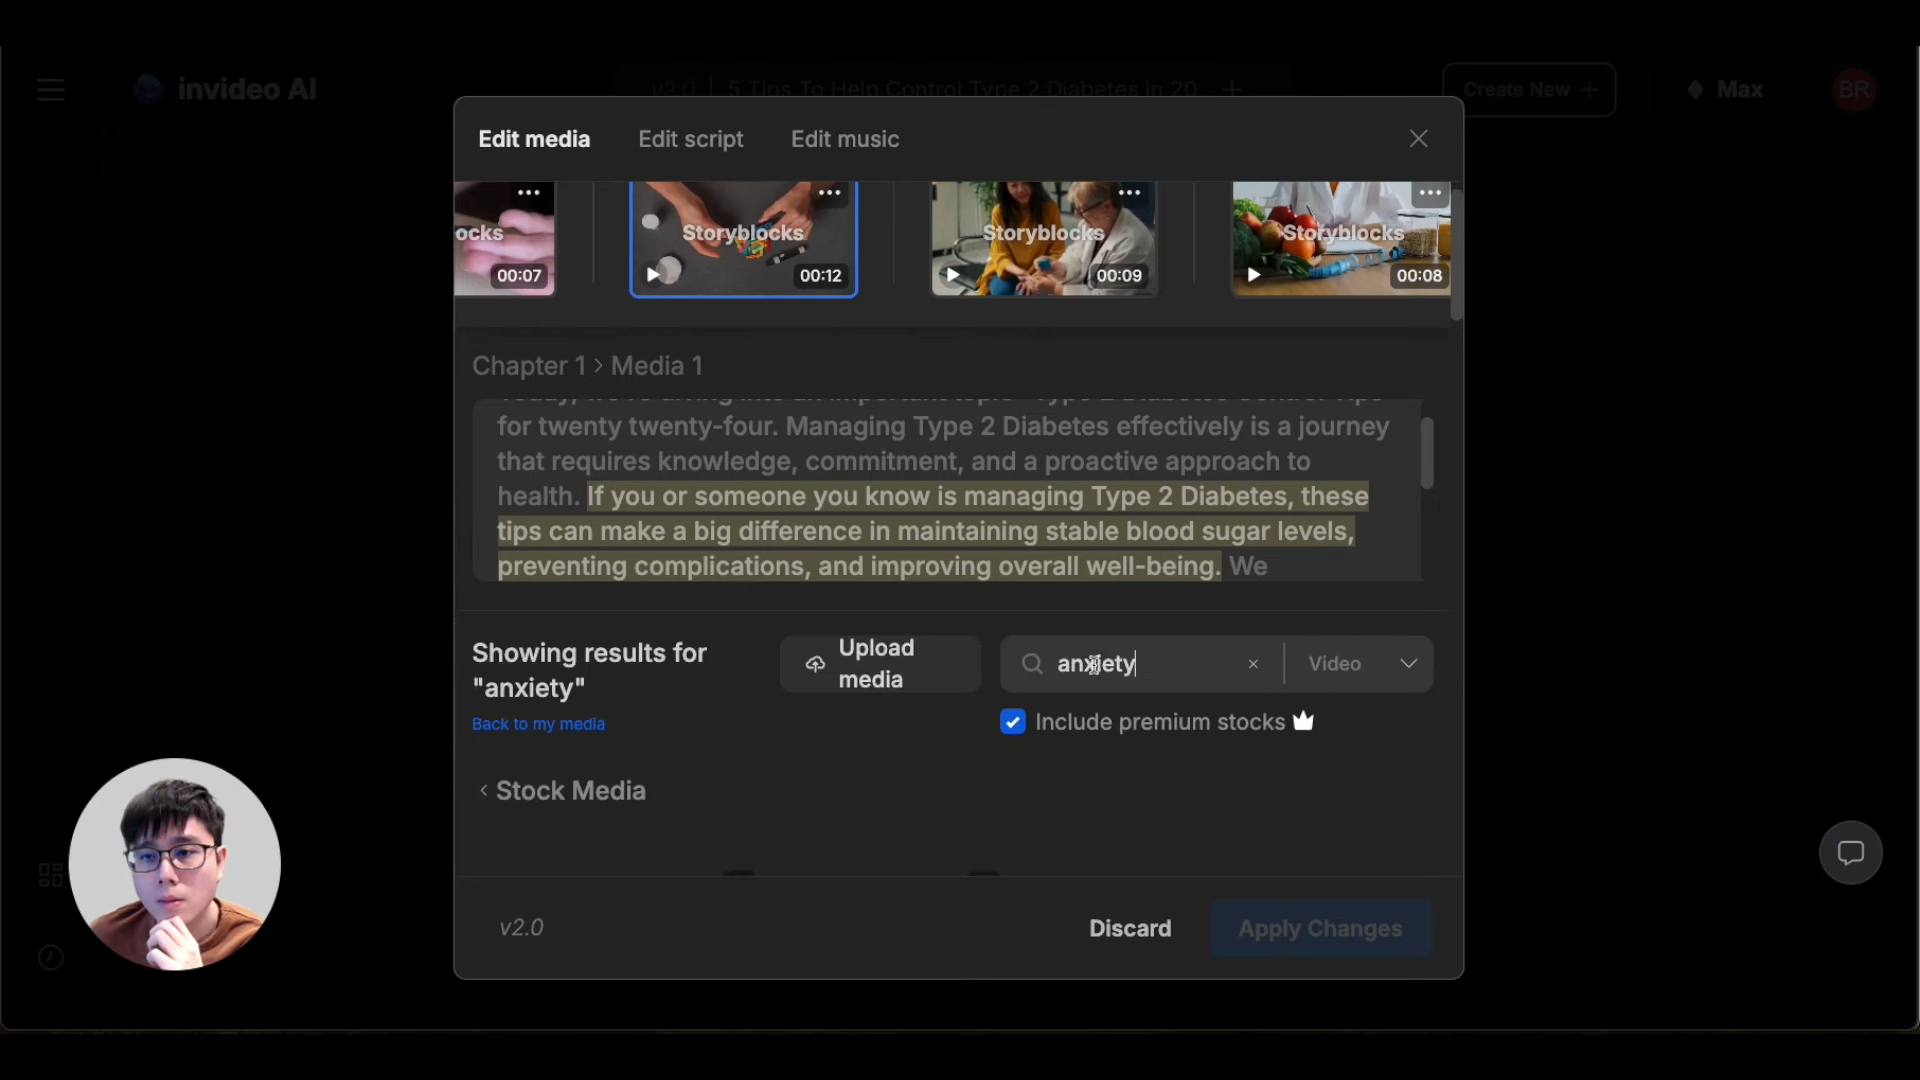 invideo AI
v2.0 | 5 Tips To Help Control Type 2 Diabetes in 20
Create New +
Max
BR
Edit media
Edit script
Edit music
ocks
00:07
Storyblocks
00:12
Storyblocks
00:09
Storyblocks
00:08
Chapter 1 > Media 1
for twenty twenty-four. Managing Type 2 Diabetes effectively is a journey
that requires knowledge, commitment, and a proactive approach to
health. If you or someone you know is managing Type 2 Diabetes, these
tips can make a big difference in maintaining stable blood sugar levels,
preventing complications, and improving overall well-being. We
Showing results for
"anxiety"
Back to my media
Upload
media
anxiety
Video
Include premium stocks
Stock Media
v2.0
Discard
Apply Changes